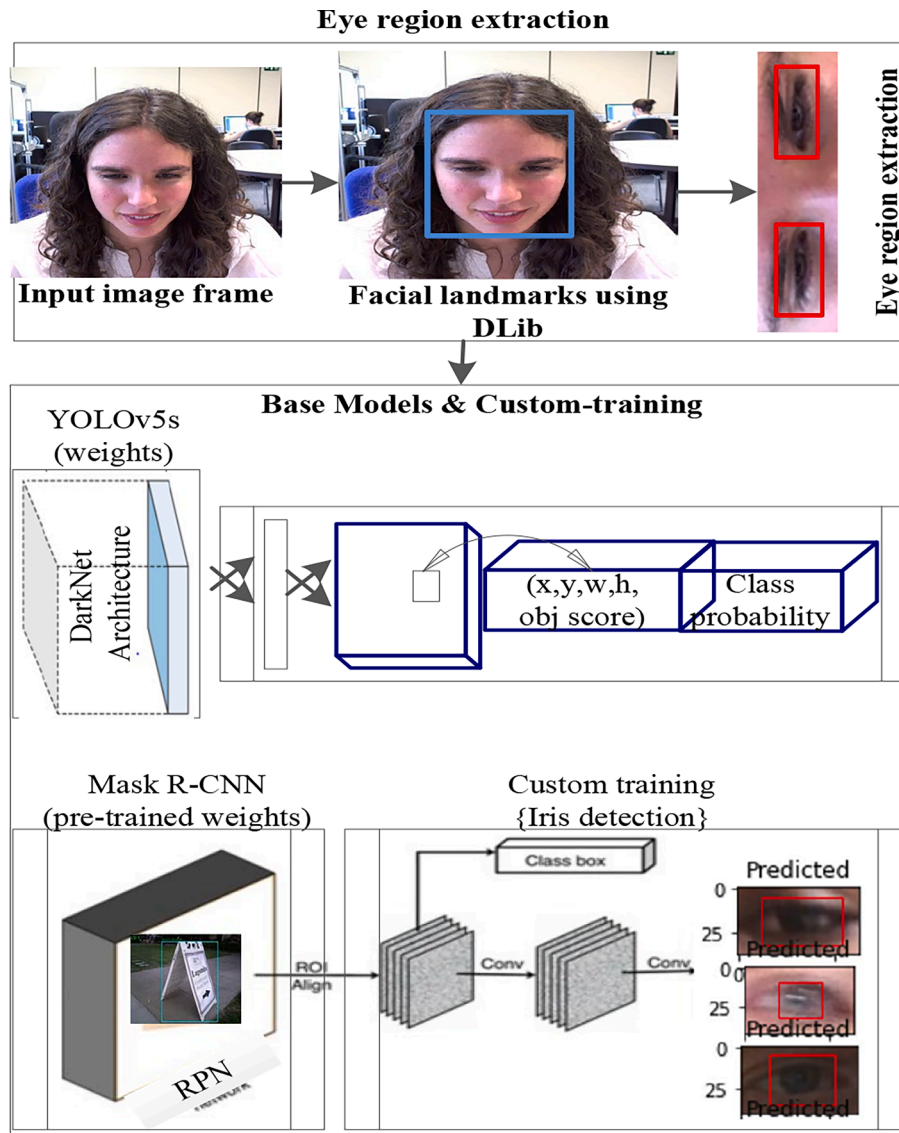 Eye region extraction
Input image frame
Facial landmarks using
DLib
Eye region extraction
Base Models & Custom-training
YOLOv5s
(weights)
DarkNet
Architecture
(x,y,w,h,
obj score)
Class
probability
Mask R-CNN
(pre-trained weights)
RPN
ROI
Align
Custom training
{Iris detection}
Class box
Conv
Conv
Predicted
0
25
Predicted
0
25
Predicted
0
25
Predicted